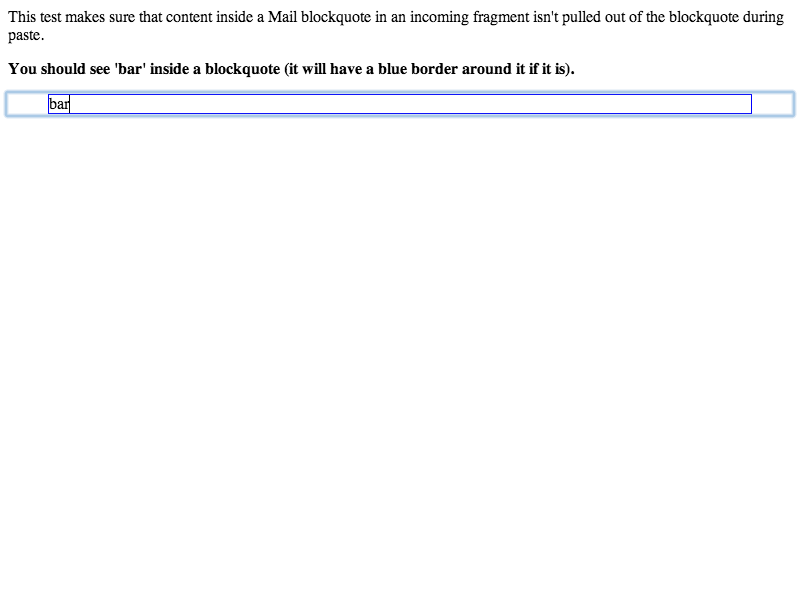 This test makes sure that content inside a Mail blockquote in an incoming fragment isn't pulled out of the blockquote during
paste.
You should see 'bar' inside a blockquote (it will have a blue border around it if it is).
bar